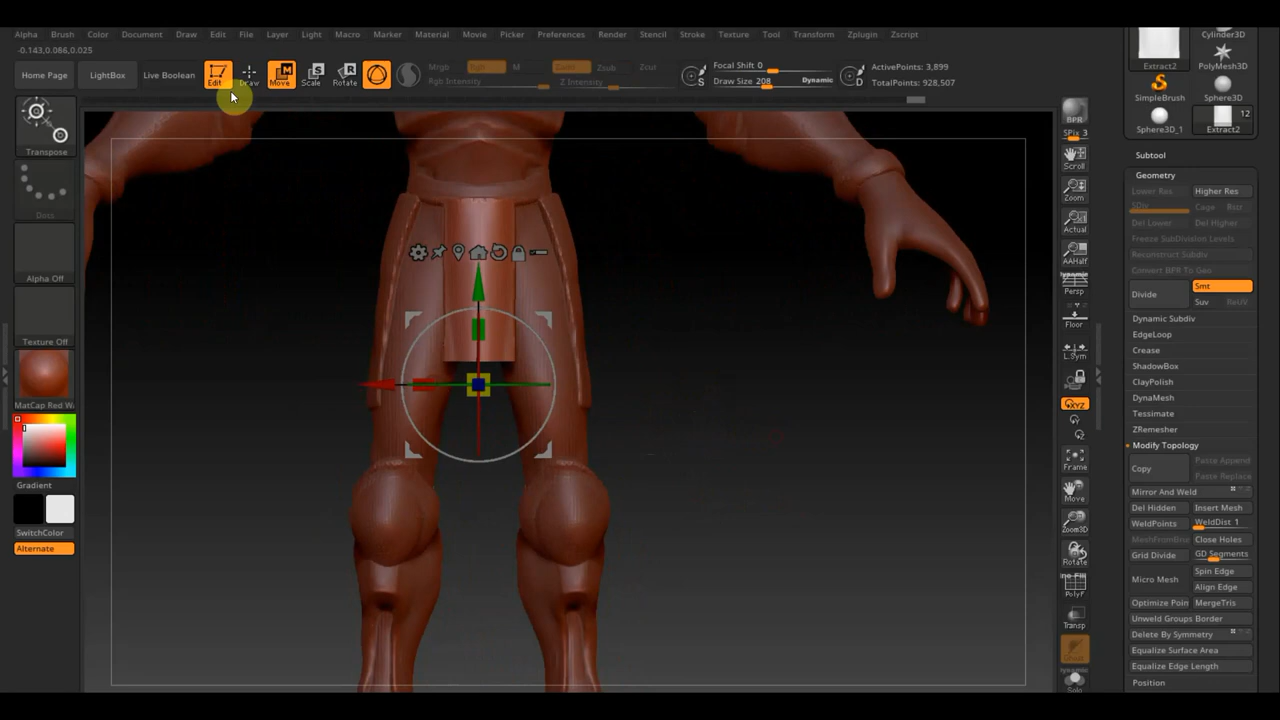 Alpha Brush Color Document Draw Edit File Layer Light Macro Marker Material Movie Picker Preferences Render Stencil Stroke Texture Tool Transform Zplugin Zscript
-0.143,0.086,0.025
Home Page
LightBox
Live Boolean
Edit
Draw
Move
Scale
Rotate
Mrgb
Rgb
M
Rgb Intensity
Zadd
Zsub
Zcut
Z Intensity
S
Focal Shift 0
Draw Size 208
Dynamic
D
ActivePoints: 3,899
TotalPoints: 928,507
Transpose
Dots
Alpha Off
Texture Off
MatCap Red W
Gradient
SwitchColor
Alternate
BPR
SPix 3
Scroll
Zoom
Actual
AAHalf
Dynamic
Persp
Floor
L.Sym
XYZ
Frame
Move
Zoom3D
Rotate
Line Fill
PolyF
Transp
Ghost
Dynamic
Solo
Extract2
Cylinder3D
PolyMesh3D
SimpleBrush
Sphere3D
Sphere3D_1
12
Extract2
Subtool
Geometry
Lower Res
Higher Res
SDiv
Cage
Rstr
Del Lower
Del Higher
Freeze SubDivision Levels
Reconstruct Subdiv
Convert BPR To Geo
Divide
Smt
Suv
ReUV
Dynamic Subdiv
EdgeLoop
Crease
ShadowBox
ClayPolish
DynaMesh
Tessimate
ZRemesher
Modify Topology
Copy
Paste Append
Paste Replace
Mirror And Weld
Del Hidden
Insert Mesh
WeldPoints
WeldDist 1
MeshFromBru
Close Holes
Grid Divide
GD Segments
Micro Mesh
Spin Edge
Align Edge
Optimize Poin
MergeTris
Unweld Groups Border
Delete By Symmetry
Equalize Surface Area
Equalize Edge Length
Position